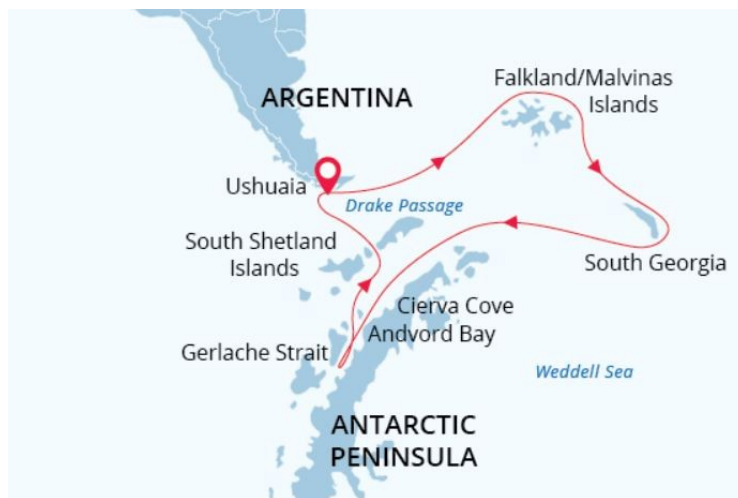 Falkland/Malvinas
Islands
ARGENTINA
Ushuaia
Drake Passage
South Shetland
Islands
South Georgia
Cierva Cove
Andvord Bay
Gerlache Strait
Weddell Sea
ANTARCTIC
PENINSULA